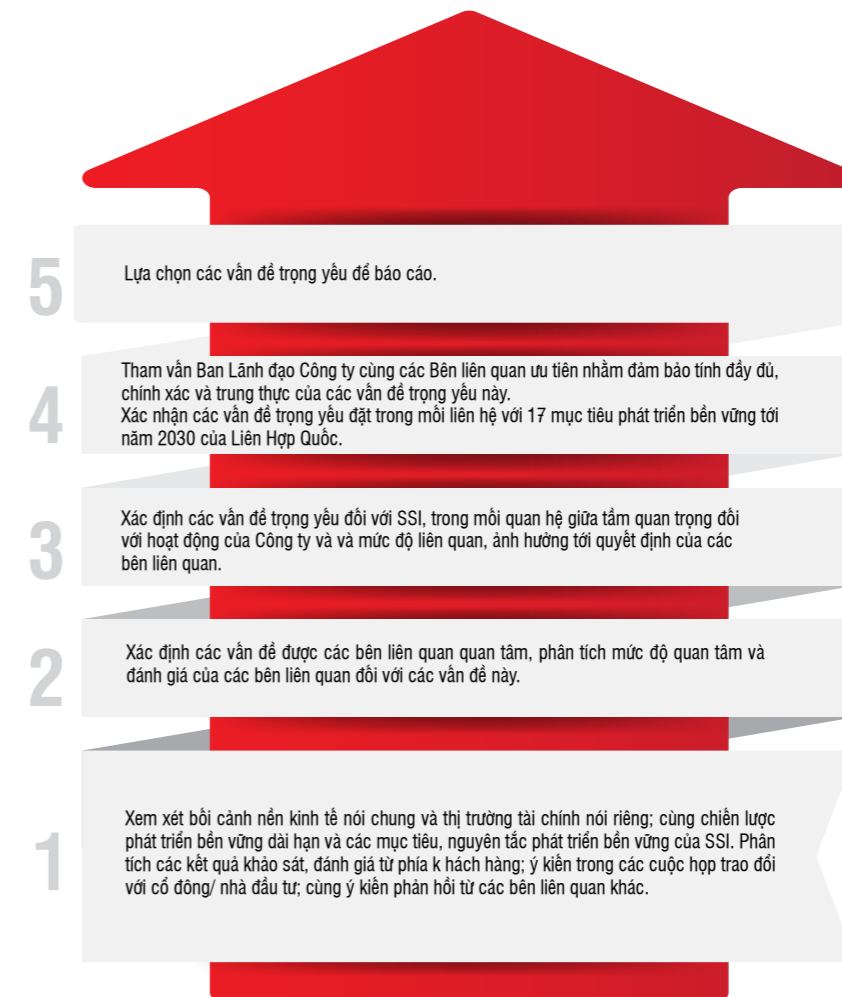 5
Lựa chọn các vấn đề trọng yếu để báo cáo.
4
Tham vấn Ban Lãnh đạo Công ty cùng các Bên liên quan ưu tiên nhằm đảm bảo tính đầy đủ,
chính xác và trung thực của các vấn đề trọng yếu này.
Xác nhận các vấn đề trọng yếu đặt trong mối liên hệ với 17 mục tiêu phát triển bền vững tới
năm 2030 của Liên Hợp Quốc.
3
Xác định các vấn đề trọng yếu đối với SSI, trong mối quan hệ giữa tầm quan trọng đối
với hoạt động của Công ty và và mức độ liên quan, ảnh hưởng tới quyết định của các
bên liên quan.
2
Xác định các vấn đề được các bên liên quan quan tâm, phân tích mức độ quan tâm và
đánh giá của các bên liên quan đối với các vấn đề này.
1
Xem xét bối cảnh nền kinh tế nói chung và thị trường tài chính nói riêng; cùng chiến lược
phát triển bền vững dài hạn và các mục tiêu, nguyên tắc phát triển bền vững của SSI. Phân
tích các kết quả khảo sát, đánh giá từ phía k hách hàng; ý kiến trong các cuộc họp trao đổi
với cổ đông/ nhà đầu tư; cùng ý kiến phản hồi từ các bên liên quan khác.